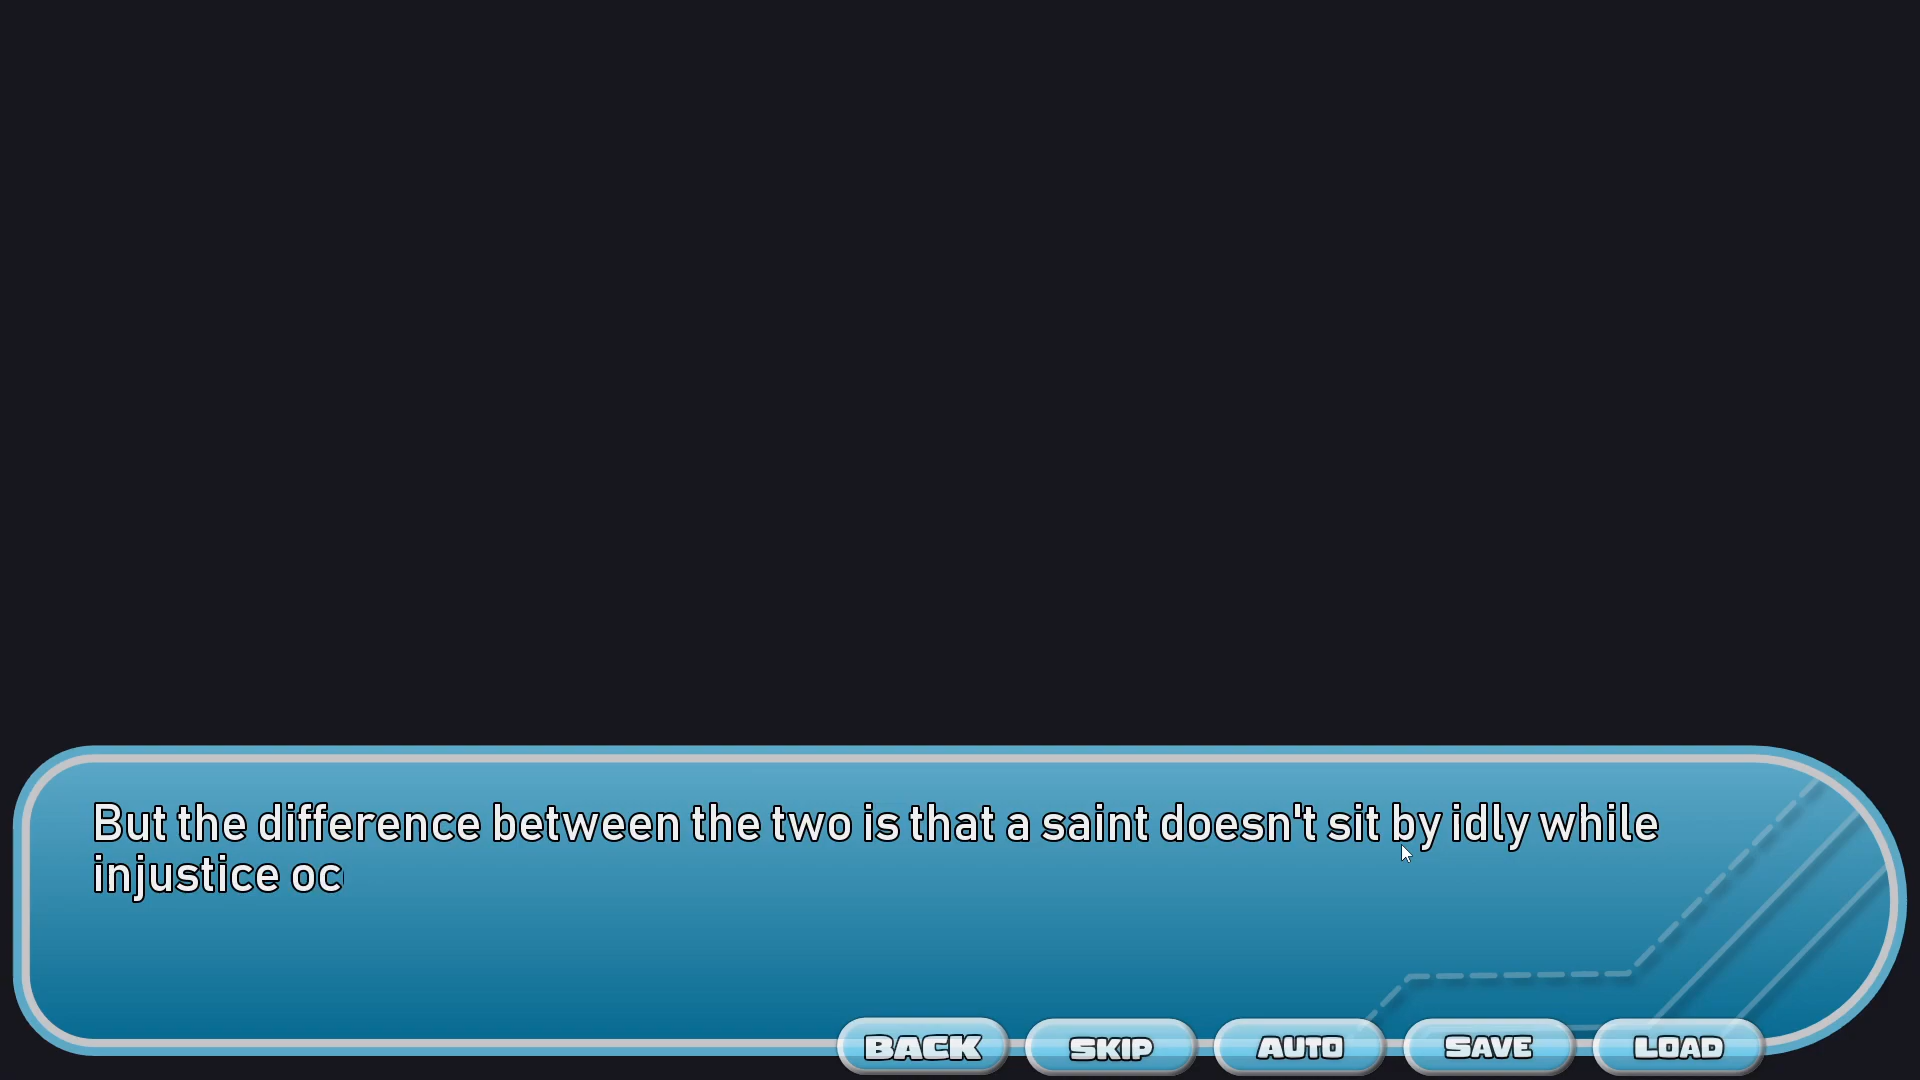 But the difference between the two is that a saint doesn't sit by idly while
injustice oc
BACK SKIP AUTO SAVE LOAD